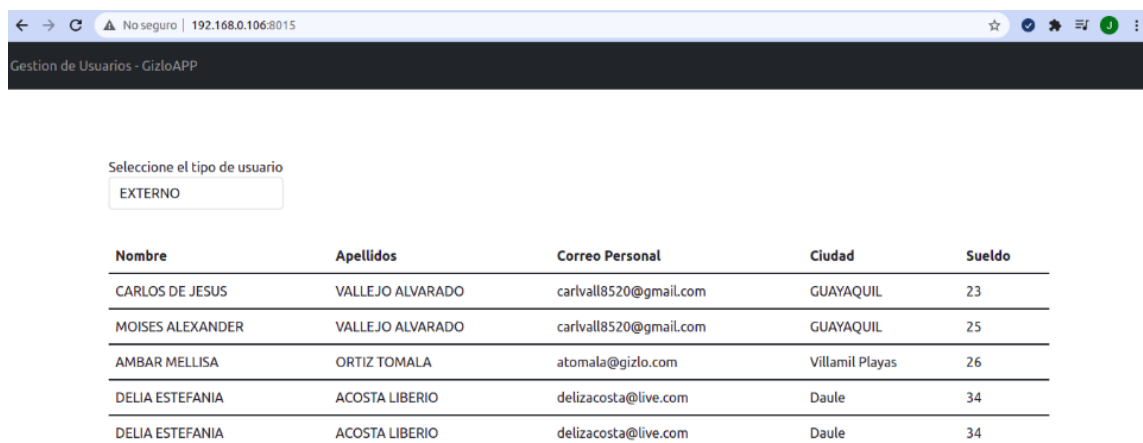 No seguro | 192.168.0.106:8015
J
Gestion de Usuarios - GizloAPP
Seleccione el tipo de usuario
EXTERNO
Nombre Apellidos Correo Personal Ciudad Sueldo
CARLOS DE JESUS VALLEJO ALVARADO carlvall8520@gmail.com GUAYAQUIL 23
MOISES ALEXANDER VALLEJO ALVARADO carlvall8520@gmail.com GUAYAQUIL 25
AMBAR MELLISA ORTIZ TOMALA atomala@gizlo.com Villamil Playas 26
DELIA ESTEFANIA ACOSTA LIBERIO delizacosta@live.com Daule 34
DELIA ESTEFANIA ACOSTA LIBERIO delizacosta@live.com Daule 34